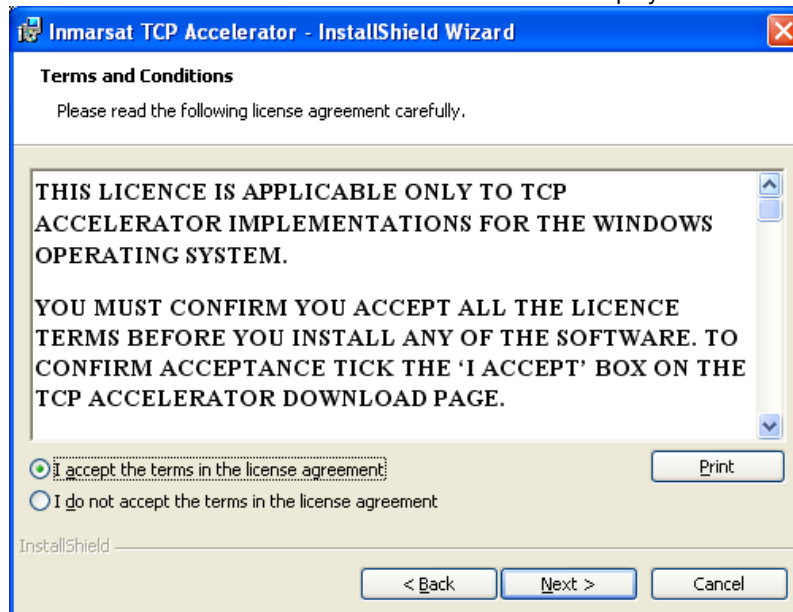 Inmarsat TCP Accelerator - InstallShield Wizard
Terms and Conditions
Please read the following license agreement carefully.
THIS LICENCE IS APPLICABLE ONLY TO TCP
ACCELERATOR IMPLEMENTATIONS FOR THE WINDOWS
OPERATING SYSTEM.
YOU MUST CONFIRM YOU ACCEPT ALL THE LICENCE
TERMS BEFORE YOU INSTALL ANY OF THE SOFTWARE. TO
CONFIRM ACCEPTANCE TICK THE ‘I ACCEPT’ BOX ON THE
TCP ACCELERATOR DOWNLOAD PAGE.
I accept the terms in the license agreement
Print
I do not accept the terms in the license agreement
InstallShield
< Back Next > Cancel